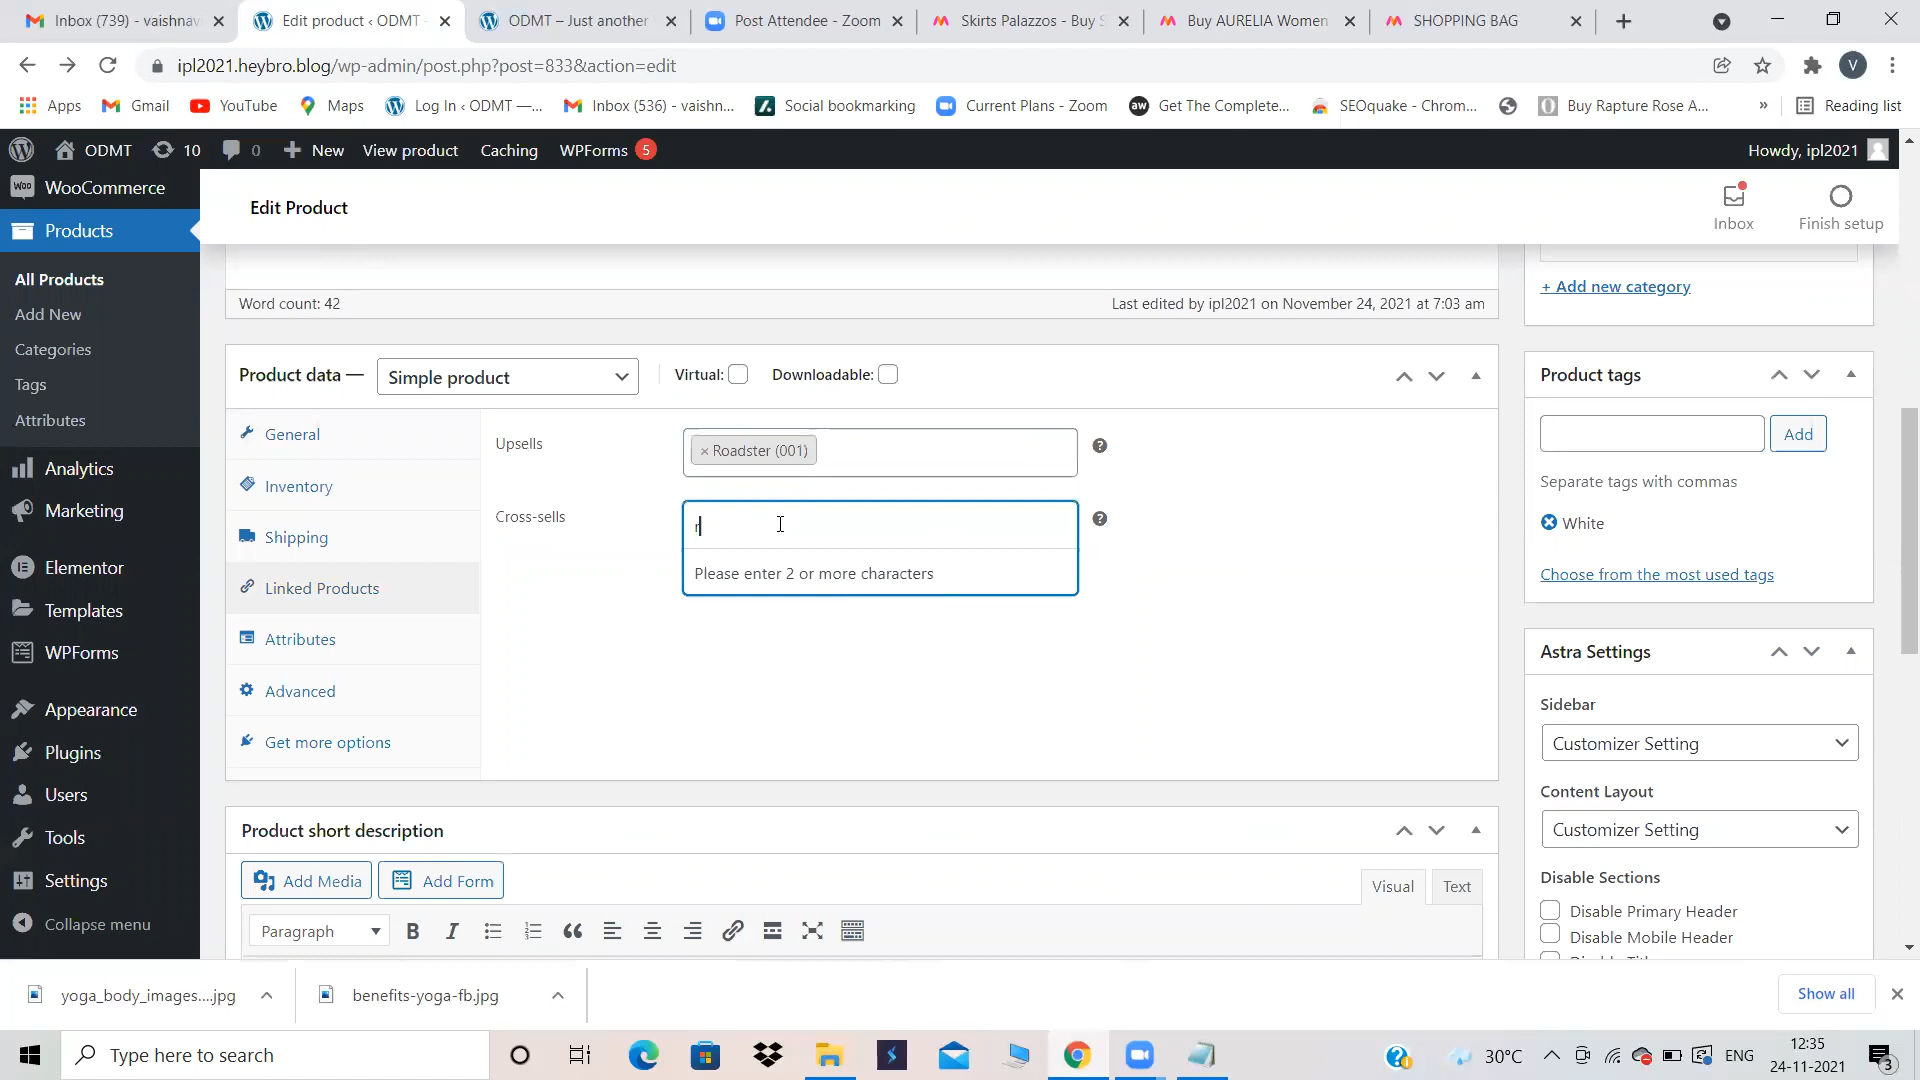 Inbox (739) - vaishnav
Edit product ‹ ODMT -
ODMT – Just another
Post Attendee - Zoom
Skirts Palazzos - Buy S
Buy AURELIA Women
SHOPPING BAG
ipl2021.heybro.blog/wp-admin/post.php?post=833&action=edit
V
Apps
Gmail
YouTube
Maps
Log In ‹ ODMT —...
Inbox (536) - vaishn...
Social bookmarking
Current Plans - Zoom
aw Get The Complete...
SEOquake - Chrom...
Buy Rapture Rose A...
»
Reading list
ODMT
10
0
New
View product
Caching
WPForms 5
Howdy, ipl2021
WooCommerce
Products
All Products
Add New
Categories
Tags
Attributes
Analytics
Marketing
Elementor
Templates
WPForms
Appearance
Plugins
Users
Tools
Settings
Collapse menu
Edit Product
Inbox
Finish setup
Word count: 42
Last edited by ipl2021 on November 24, 2021 at 7:03 am
Product data —
Simple product
Virtual:
Downloadable:
General
Inventory
Shipping
Linked Products
Attributes
Advanced
Get more options
Upsells
× Roadster (001)
Cross-sells
r
Please enter 2 or more characters
Product short description
Add Media
Add Form
Visual
Text
Paragraph
B I
+ Add new category
Product tags
Add
Separate tags with commas
White
Choose from the most used tags
Astra Settings
Sidebar
Customizer Setting
Content Layout
Customizer Setting
Disable Sections
Disable Primary Header
Disable Mobile Header
yoga_body_images....jpg
benefits-yoga-fb.jpg
Show all
Type here to search
30°C
ENG
12:35
24-11-2021
3